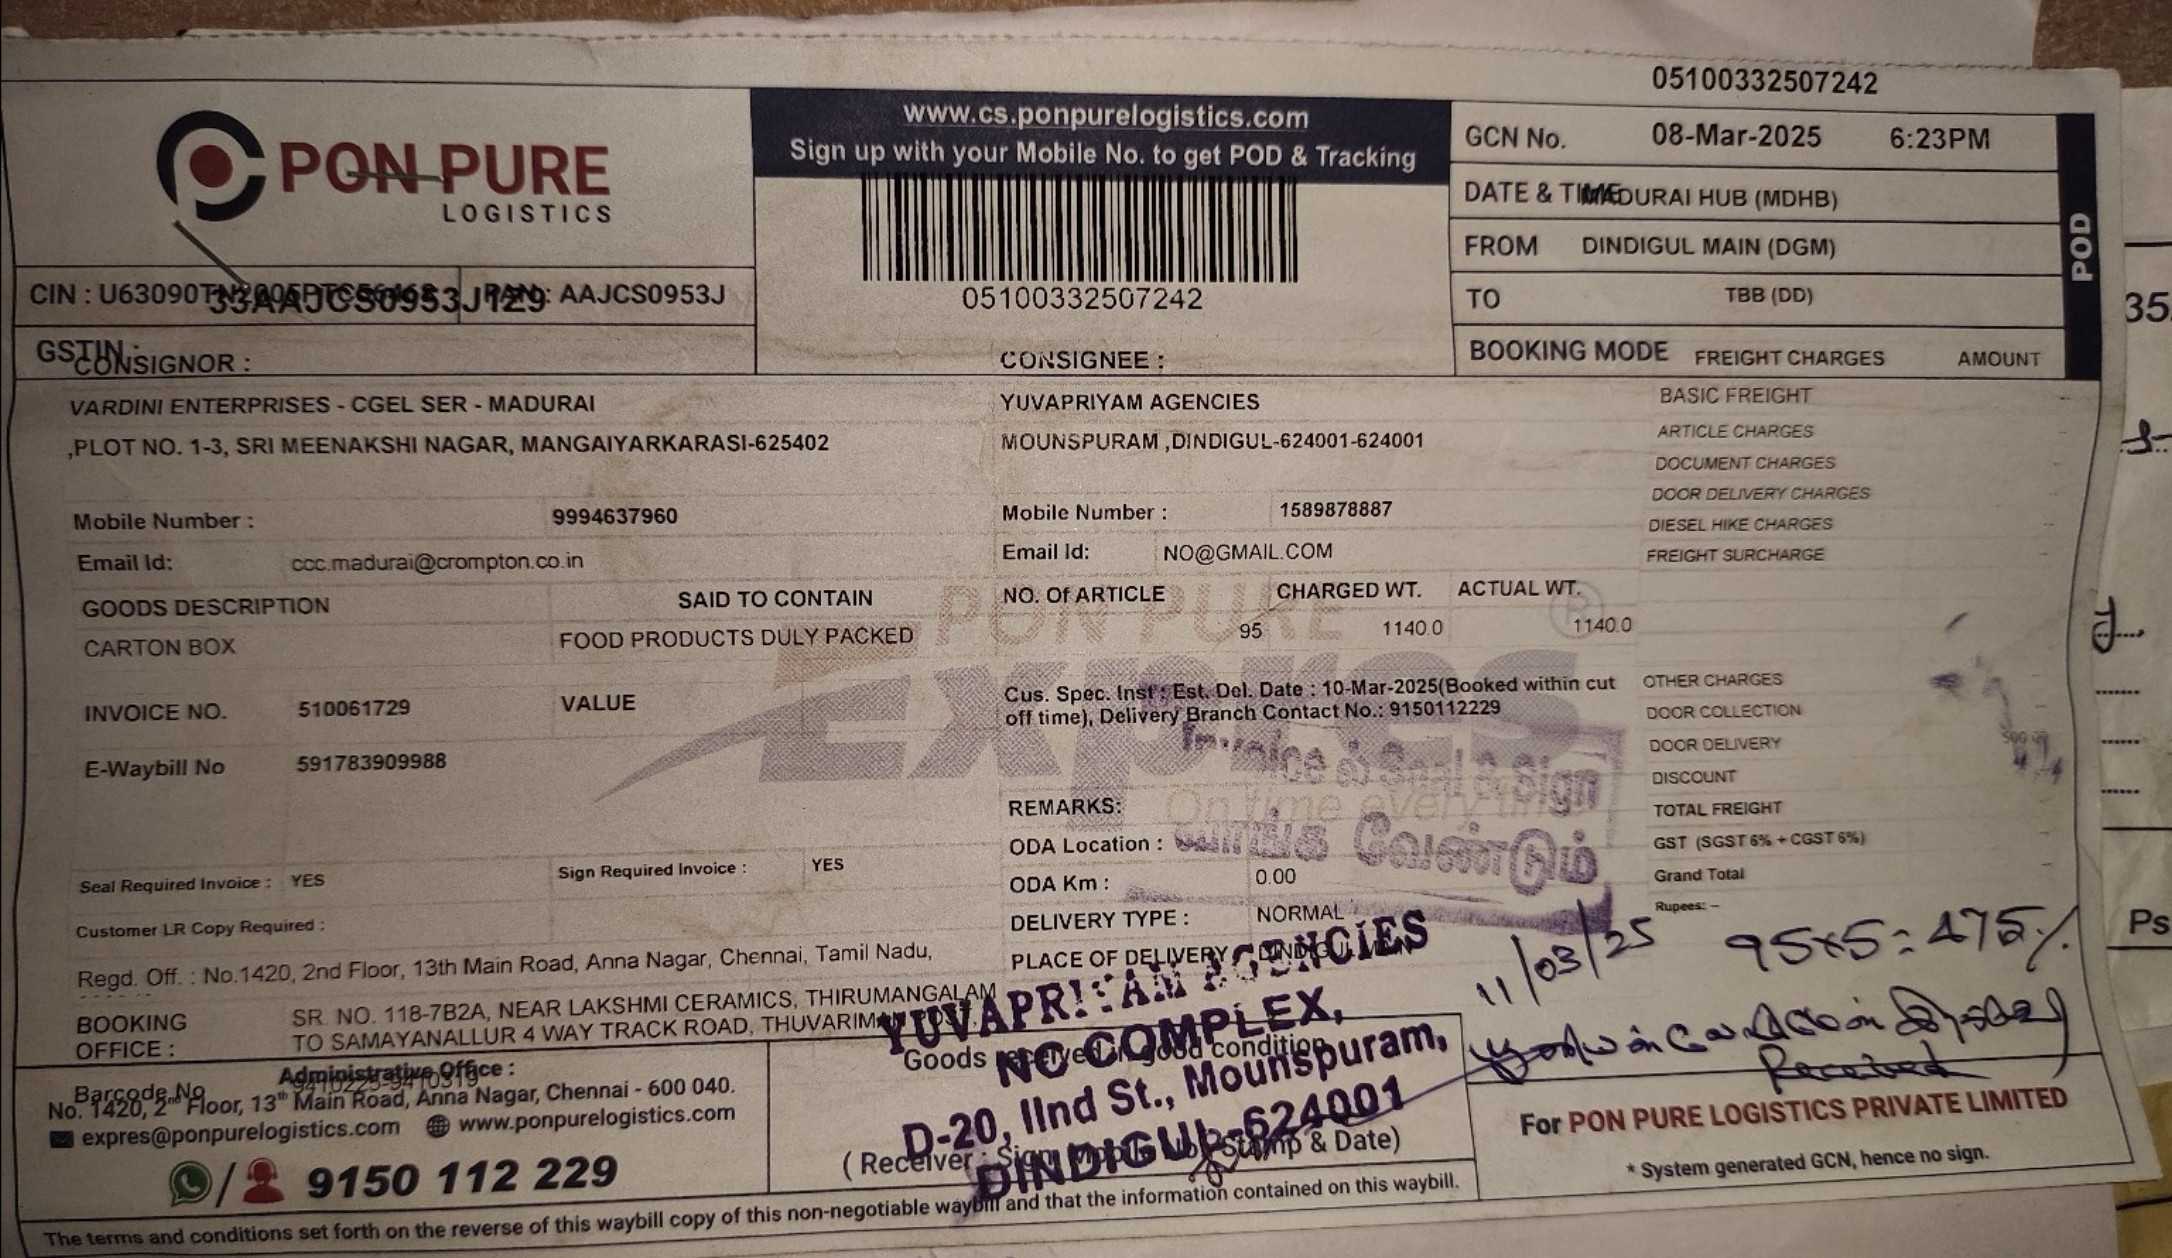 05100332507242
PON PURE
LOGISTICS
www.cs.ponpurelogistics.com
Sign up with your Mobile No. to get POD & Tracking
05100332507242
GCN No. 08-Mar-2025 6:23PM
DATE & TIME MADURAI HUB (MDHB)
FROM DINDIGUL MAIN (DGM)
TO TBB (DD)
BOOKING MODE FREIGHT CHARGES AMOUNT
POD
CIN : PAN : AAJCS0953J
33AAJCS0953J1Z9
GSTIN :
CONSIGNOR :
VARDINI ENTERPRISES - CGEL SER - MADURAI
,PLOT NO. 1-3, SRI MEENAKSHI NAGAR, MANGAIYARKARASI-625402
Mobile Number : 9994637960
Email Id: ccc.madurai@crompton.co.in
CONSIGNEE :
YUVAPRIYAM AGENCIES
MOUNSPURAM ,DINDIGUL-624001-624001
Mobile Number : 1589878887
Email Id: NO@GMAIL.COM
BASIC FREIGHT
ARTICLE CHARGES
DOCUMENT CHARGES
DOOR DELIVERY CHARGES
DIESEL HIKE CHARGES
FREIGHT SURCHARGE
GOODS DESCRIPTION SAID TO CONTAIN NO. Of ARTICLE CHARGED WT. ACTUAL WT.
CARTON BOX FOOD PRODUCTS DULY PACKED 95 1140.0 1140.0
PON PURE
EXPRES
On time every time
INVOICE NO. 510061729 VALUE
E-Waybill No 591783909988
Cus. Spec. Inst : Est. Del. Date : 10-Mar-2025(Booked within cut
off time), Delivery Branch Contact No.: 9150112229
Invoice ல் Seal & Sign
வாங்க வேண்டும்
OTHER CHARGES
DOOR COLLECTION
DOOR DELIVERY
DISCOUNT
TOTAL FREIGHT
GST (SGST 6% + CGST 6%)
Grand Total
Rupees: –
REMARKS:
ODA Location :
ODA Km : 0.00
DELIVERY TYPE : NORMAL
PLACE OF DELIVERY DINDIGUL MAIN
Seal Required Invoice : YES Sign Required Invoice : YES
Customer LR Copy Required :
Regd. Off. : No.1420, 2nd Floor, 13th Main Road, Anna Nagar, Chennai, Tamil Nadu,
BOOKING
OFFICE :
SR. NO. 118-7B2A, NEAR LAKSHMI CERAMICS, THIRUMANGALAM
TO SAMAYANALLUR 4 WAY TRACK ROAD,
11/03/25
95x5 = 475/.
Received
YUVAPRIYAM AGENCIES
NO COMPLEX,
D-20, IInd St., Mounspuram,
DINDIGUL-624001
Goods received in good condition
(Receiver : Stamp & Date)
Barcode No
9410225-9410319
Administrative Office :
No. 1420, 2nd Floor, 13th Main Road, Anna Nagar, Chennai - 600 040.
expres@ponpurelogistics.com www.ponpurelogistics.com
9150 112 229
For PON PURE LOGISTICS PRIVATE LIMITED
* System generated GCN, hence no sign.
The terms and conditions set forth on the reverse of this waybill copy of this non-negotiable waybill and that the information contained on this waybill.
35
Ps